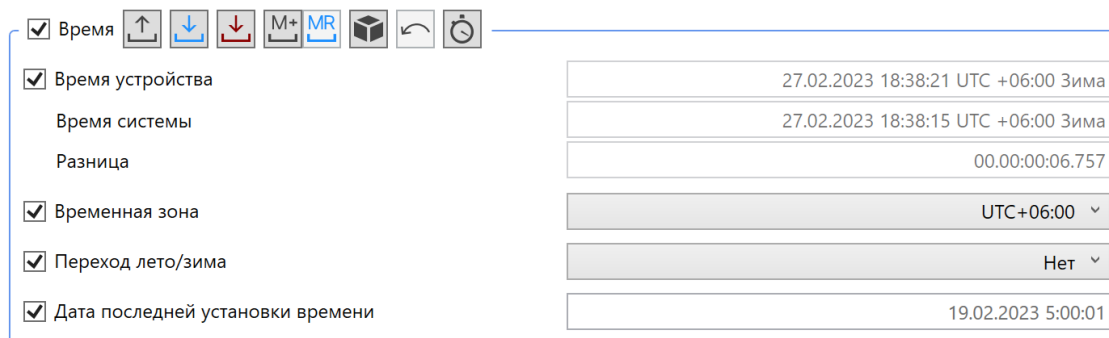 Время M+ MR
Время устройства 27.02.2023 18:38:21 UTC +06:00 Зима
Время системы 27.02.2023 18:38:15 UTC +06:00 Зима
Разница 00.00:00:06.757
Временная зона UTC+06:00
Переход лето/зима Нет
Дата последней установки времени 19.02.2023 5:00:01